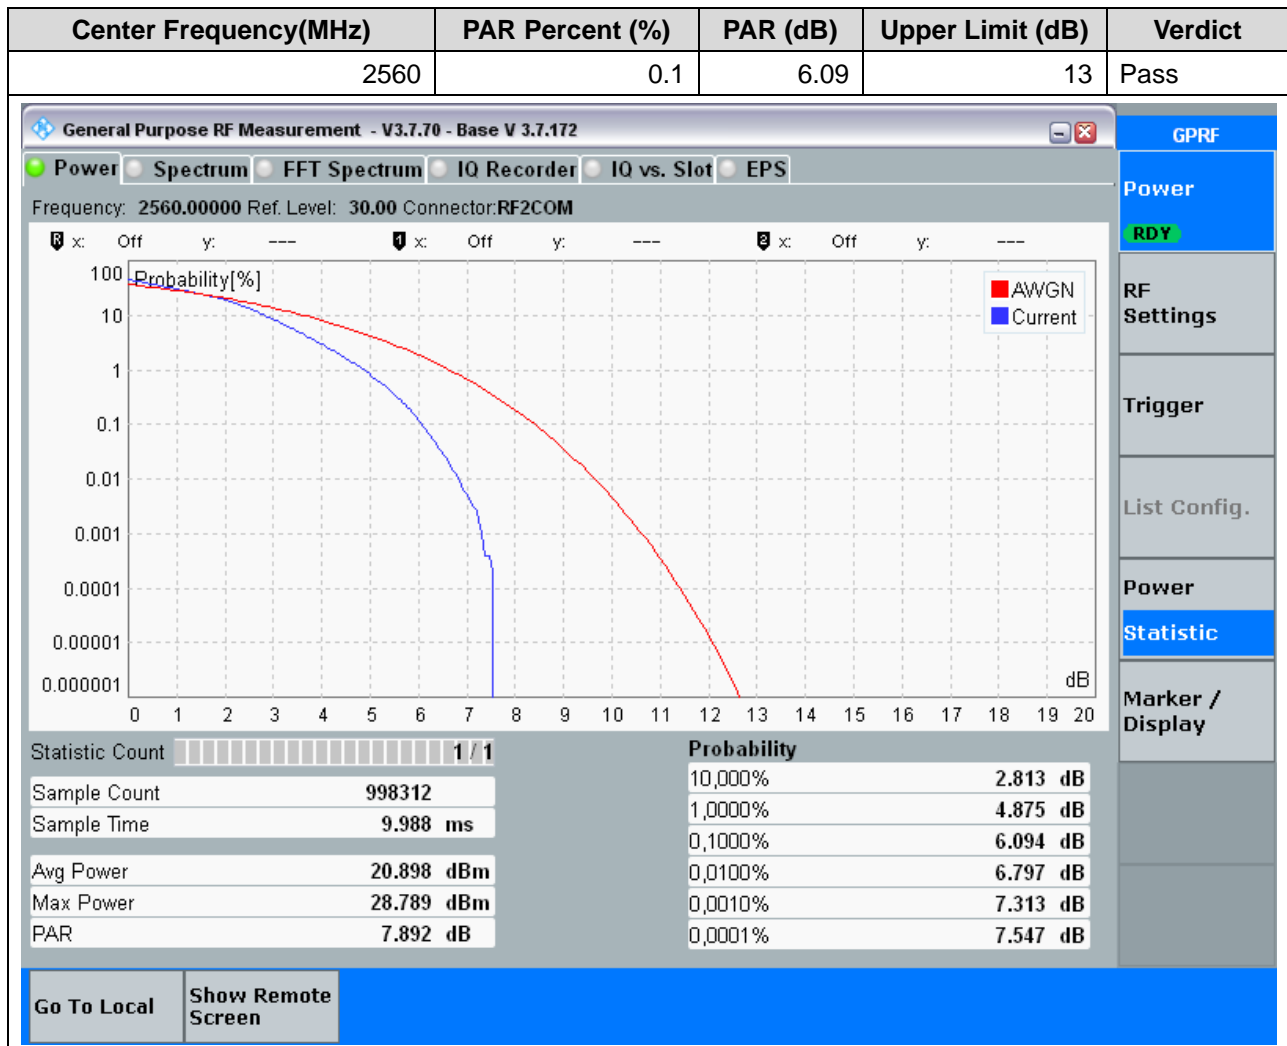 Center Frequency(MHz) PAR Percent (%) PAR (dB) Upper Limit (dB) Verdict
2560 0.1 6.09 13 Pass
General Purpose RF Measurement - V3.7.70 - Base V 3.7.172
GPRF
Power Spectrum FFT Spectrum IQ Recorder IQ vs. Slot EPS
Frequency: 2560.00000 Ref. Level: 30.00 Connector:RF2COM
R x: Off y: --- 1 x: Off y: --- 2 x: Off y: ---
Probability[%]
100
10
1
0.1
0.01
0.001
0.0001
0.00001
0.000001
AWGN
Current
dB
0 1 2 3 4 5 6 7 8 9 10 11 12 13 14 15 16 17 18 19 20
Statistic Count 1 / 1
Sample Count 998312
Sample Time 9.988 ms
Avg Power 20.898 dBm
Max Power 28.789 dBm
PAR 7.892 dB
Probability
10,000% 2.813 dB
1,0000% 4.875 dB
0,1000% 6.094 dB
0,0100% 6.797 dB
0,0010% 7.313 dB
0,0001% 7.547 dB
Power
RDY
RF
Settings
Trigger
List Config.
Power
Statistic
Marker /
Display
Go To Local
Show Remote
Screen